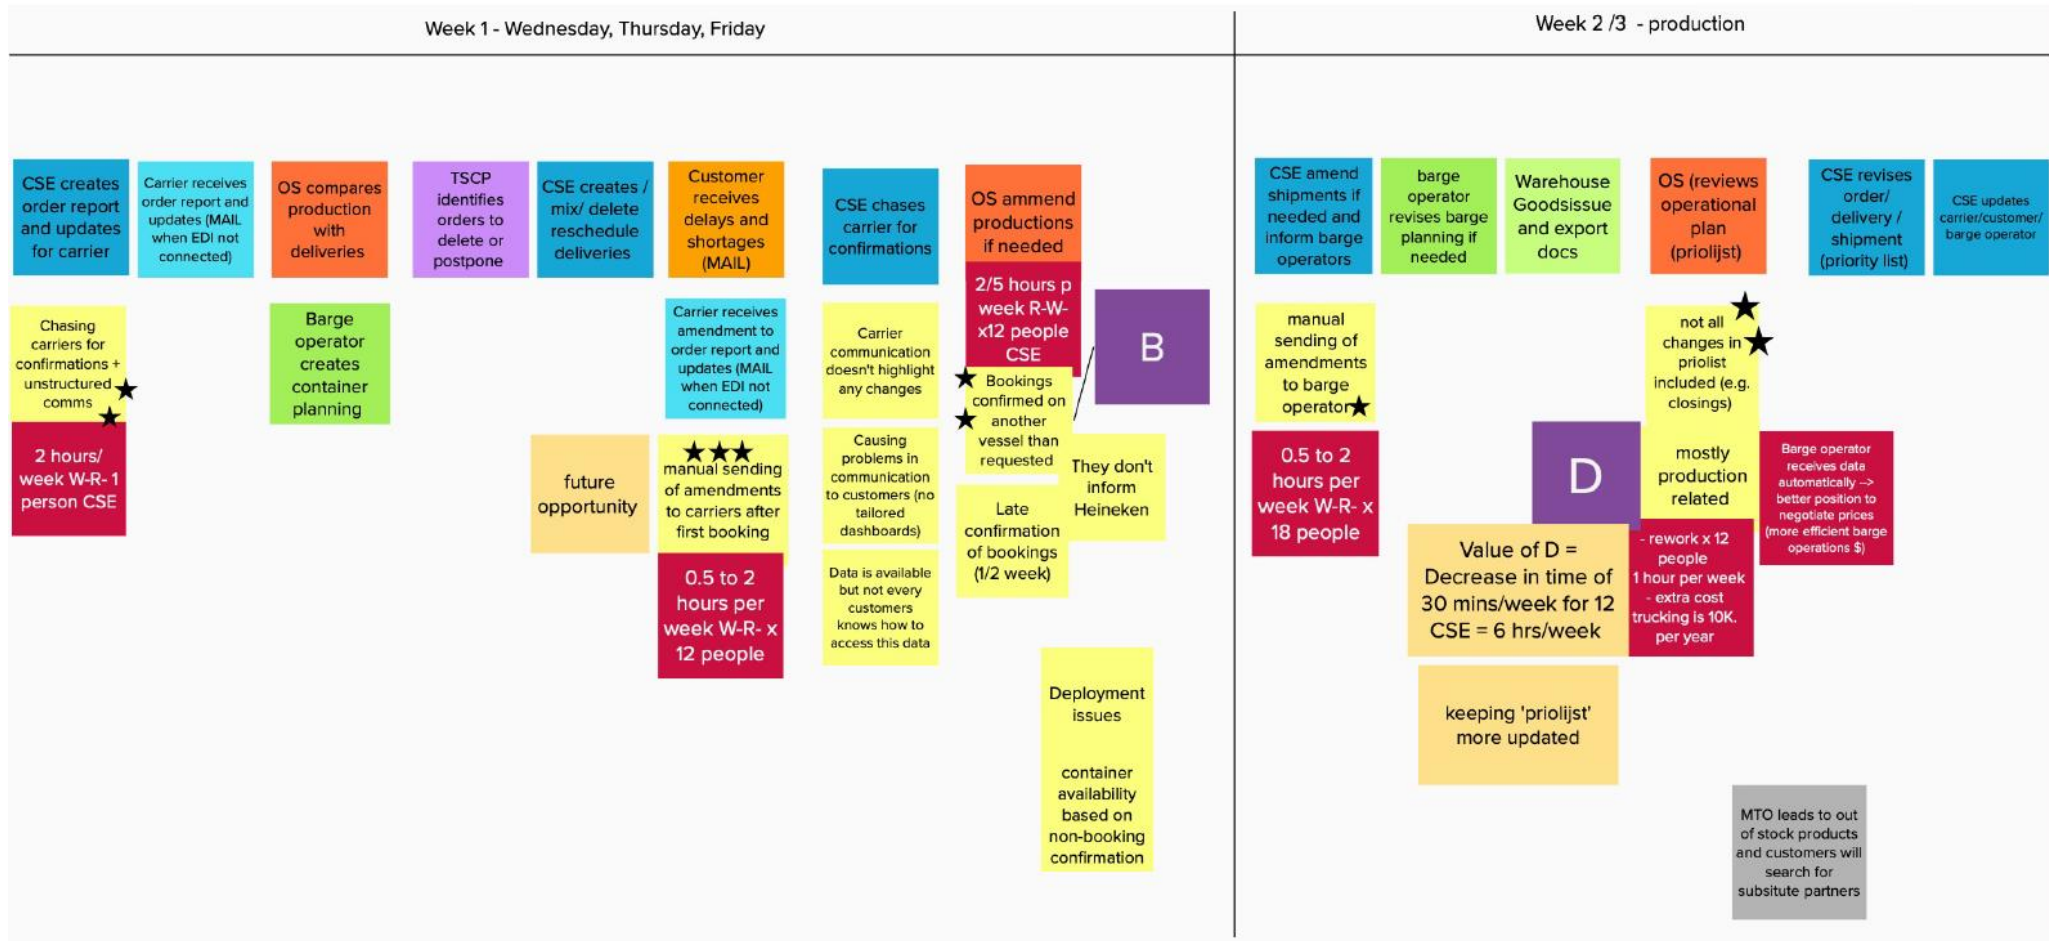 Week 1 - Wednesday, Thursday, Friday
Week 2 /3 - production
CSE creates
order report
and updates
for carrier
Carrier receives
order report and
updates (MAIL
when EDI not
connected)
OS compares
production
with
deliveries
TSCP
identifies
orders to
delete or
postpone
CSE creates /
mix/ delete
reschedule
deliveries
Customer
receives
delays and
shortages
(MAIL)
CSE chases
carrier for
confirmations
OS ammend
productions
if needed
2/5 hours p
week R-W-
x12 people
CSE
B
Chasing
carriers for
confirmations +
unstructured
comms
2 hours/
week W-R- 1
person CSE
Barge
operator
creates
container
planning
future
opportunity
Carrier receives
amendment to
order report and
updates (MAIL
when EDI not
connected)
manual sending
of amendments
to carriers after
first booking
0.5 to 2
hours per
week W-R- x
12 people
Carrier
communication
doesn't highlight
any changes
Causing
problems in
communication
to customers (no
tailored
dashboards)
Data is available
but not every
customers
knows how to
access this data
Bookings
confirmed on
another
vessel than
requested
They don't
inform
Heineken
Late
confirmation
of bookings
(1/2 week)
Deployment
issues
container
availability
based on
non-booking
confirmation
CSE amend
shipments if
needed and
inform barge
operators
barge
operator
revises barge
planning if
needed
Warehouse
Goodsissue
and export
docs
OS (reviews
operational
plan
(priolijst)
CSE revises
order/
delivery /
shipment
(priority list)
CSE updates
carrier/customer/
barge operator
manual
sending of
amendments
to barge
operator
0.5 to 2
hours per
week W-R- x
18 people
not all
changes in
priolist
included (e.g.
closings)
mostly
production
related
D
Barge operator
receives data
automatically -->
better position to
negotiate prices
(more efficient barge
operations $)
- rework x 12
people
1 hour per week
- extra cost
trucking is 10K.
per year
Value of D =
Decrease in time of
30 mins/week for 12
CSE = 6 hrs/week
keeping 'priolijst'
more updated
MTO leads to out
of stock products
and customers will
search for
subsitute partners